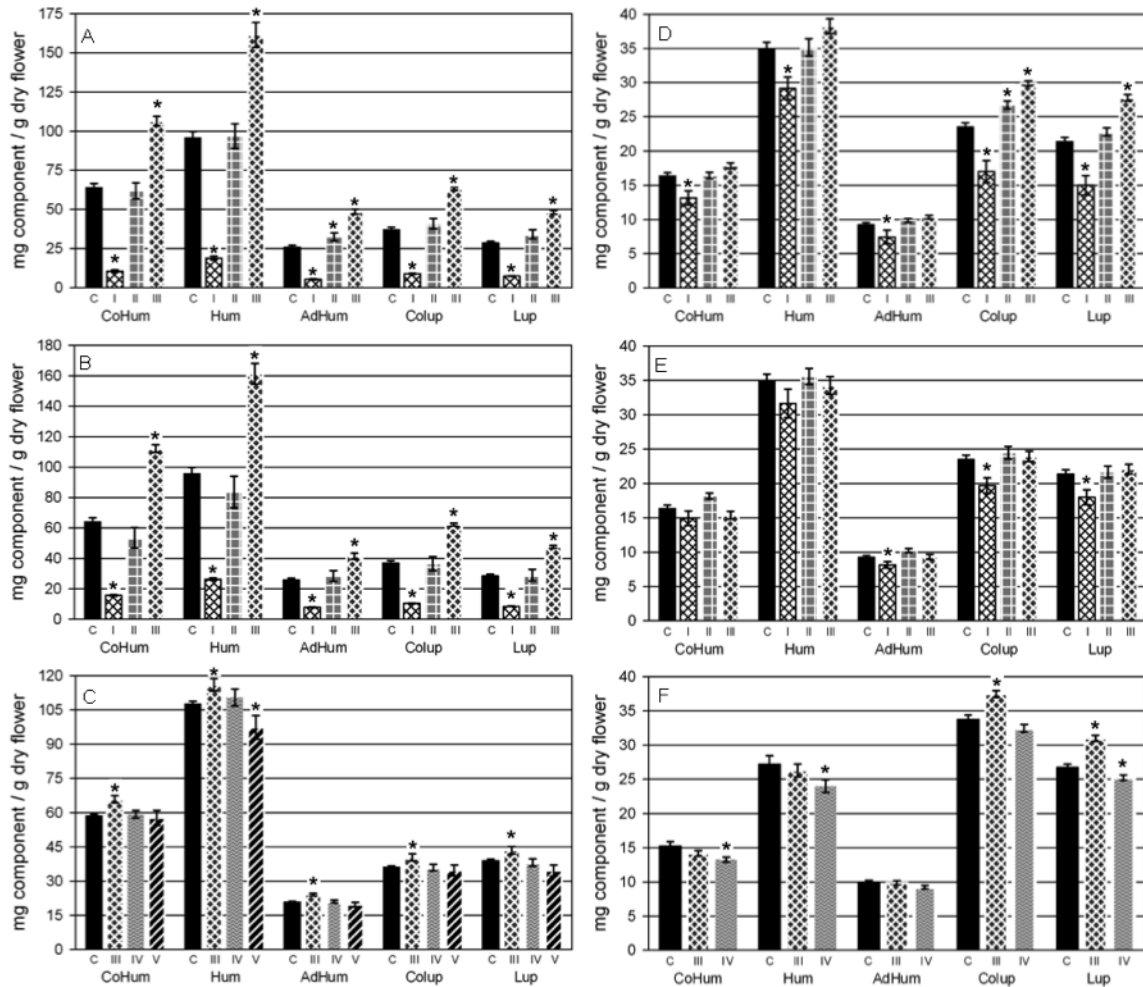 A
mg component / g dry flower
175
150
125
100
75
50
25
0
* * * * * * * * * * *
C I II III C I II III C I II III C I II III C I II III
CoHum Hum AdHum Colup Lup
D
mg component / g dry flower
40
35
30
25
20
15
10
5
0
* * * * * * * *
C I II III C I II III C I II III C I II III C I II III
CoHum Hum AdHum Colup Lup
B
mg component / g dry flower
180
160
140
120
100
80
60
40
20
0
* * * * * * * * * *
C I II III C I II III C I II III C I II III C I II III
CoHum Hum AdHum Colup Lup
E
mg component / g dry flower
40
35
30
25
20
15
10
5
0
* * *
C I II III C I II III C I II III C I II III C I II III
CoHum Hum AdHum Colup Lup
C
mg component / g dry flower
120
105
90
75
60
45
30
15
0
* * * * * *
C III IV V C III IV V C III IV V C III IV V C III IV V
CoHum Hum AdHum Colup Lup
F
mg component / g dry flower
40
35
30
25
20
15
10
5
0
* * * * *
C III IV C III IV C III IV C III IV C III IV
CoHum Hum AdHum Colup Lup